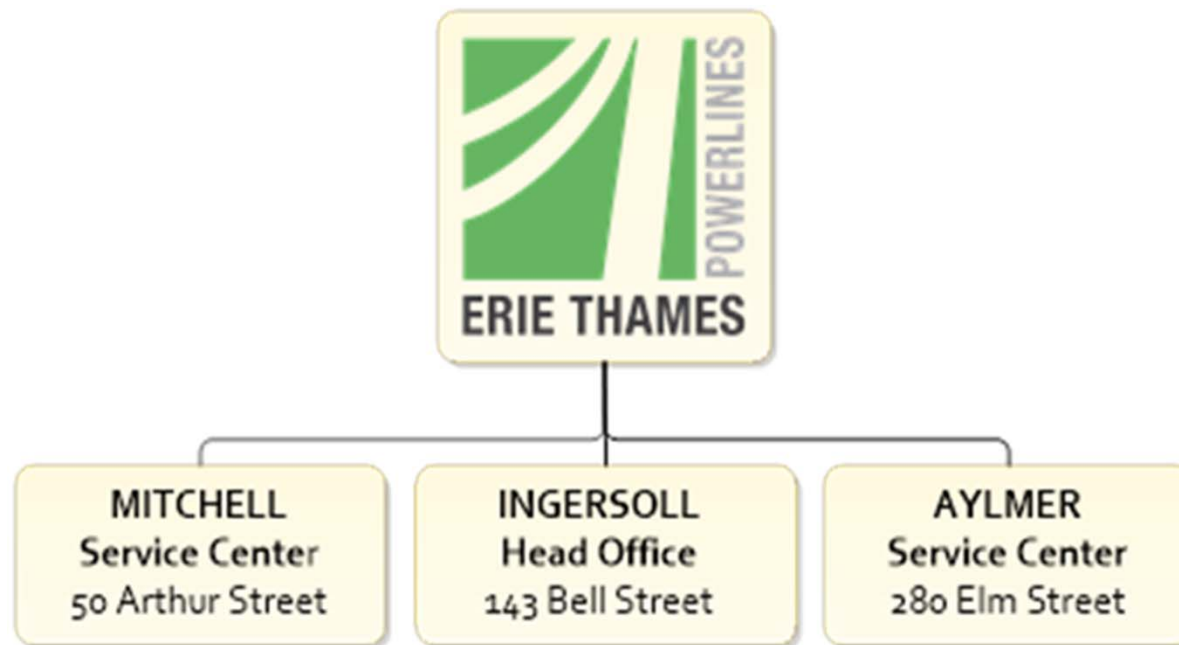 POWERLINES
ERIE THAMES
MITCHELL
Service Center
50 Arthur Street
INGERSOLL
Head Office
143 Bell Street
AYLMER
Service Center
280 Elm Street